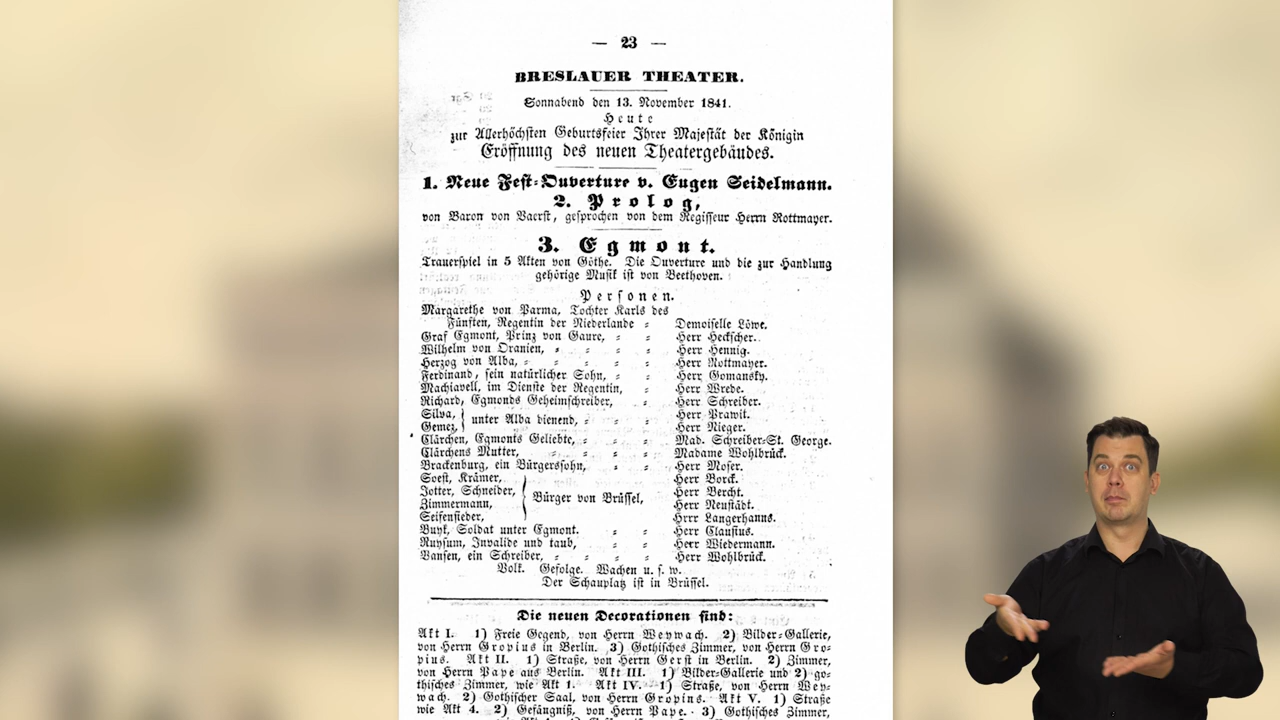 — 23 —
BRESLAUER THEATER.
Sonnabend den 13. November 1841.
Heute
zur Allerhöchsten Geburtsfeier Ihrer Majestät der Königin
Eröffnung des neuen Theatergebäudes.
1. Neue Fest-Ouverture v. Eugen Seidelmann.
2. Prolog,
von Baron von Vaerst, gesprochen von dem Regisseur Herrn Rottmayer.
3. Egmont.
Trauerspiel in 5 Akten von Göthe. Die Ouverture und die zur Handlung
gehörige Musik ist von Beethoven.
Personen.
Margarethe von Parma, Tochter Karls des
Fünften, Regentin der Niederlande = Demoiselle Löwe.
Graf Egmont, Prinz von Gaure, = = Herr Heckscher.
Wilhelm von Oranien, = = = = Herr Hennig.
Herzog von Alba, = = = = = Herr Rottmayer.
Ferdinand, sein natürlicher Sohn, = = Herr Gomansky.
Machiavell, im Dienste der Regentin, = Herr Wrede.
Richard, Egmonds Geheimschreiber, = Herr Schreiber.
Silva, Herr Prawit.
unter Alba dienend, = = =
Gemez, Herr Rieger.
Clärchen, Egmonts Geliebte, = = = Mad. Schreiber-St. George.
Clärchens Mutter, = = = = Madame Wohlbrück.
Brackenburg, ein Bürgerssohn, = = Herr Moser.
Soest, Krämer, Herr Borck.
Jetter, Schneider, Herr Bercht.
Bürger von Brüssel,
Zimmermann, Herr Neustädt.
Seifensieder, Herr Langerhanns.
Buyk, Soldat unter Egmont. = = Herr Clausius.
Ruysum, Invalide und taub, = = Herr Wiedermann.
Vansen, ein Schreiber, = = = = Herr Wohlbrück.
Volk. Gefolge. Wachen u. s. w.
Der Schauplatz ist in Brüssel.
Die neuen Decorationen sind:
Akt I. 1) Freie Gegend, von Herrn Weywach. 2) Bilder-Gallerie,
von Herrn Gropius in Berlin. 3) Gothisches Zimmer, von Herrn Gro-
pius. Akt II. 1) Straße, von Herrn Gerst in Berlin. 2) Zimmer,
von Herrn Pape aus Berlin. Akt III. 1) Bilder-Gallerie und 2) go-
thisches Zimmer, wie Akt 1. Akt IV. 1) Straße, von Herrn Wey-
wach. 2) Gothischer Saal, von Herrn Gropius. Akt V. 1) Straße
wie Akt 4. 2) Gefängniß, von Herrn Pape. 3) Gothisches Zimmer,